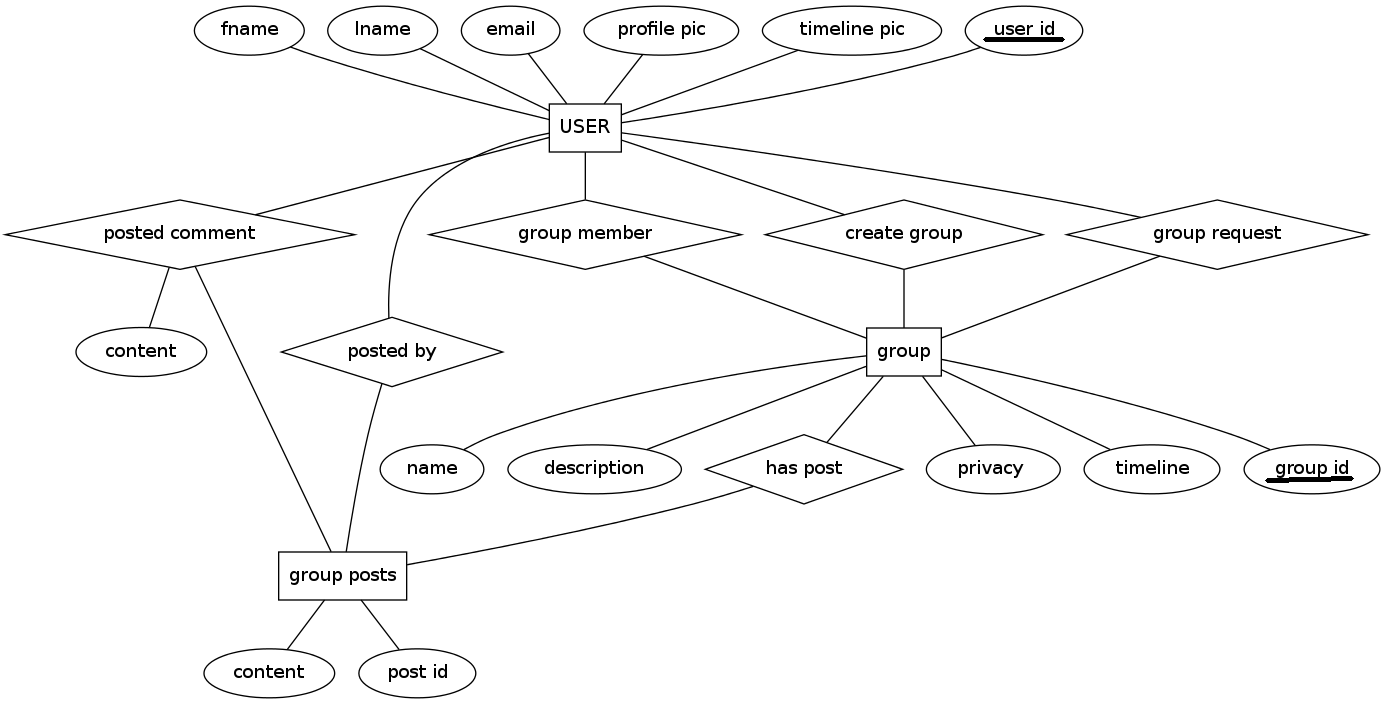 fname
lname
email
profile pic
timeline pic
user id
USER
posted comment
group member
create group
group request
content
posted by
group
name
description
has post
privacy
timeline
group id
group posts
content
post id